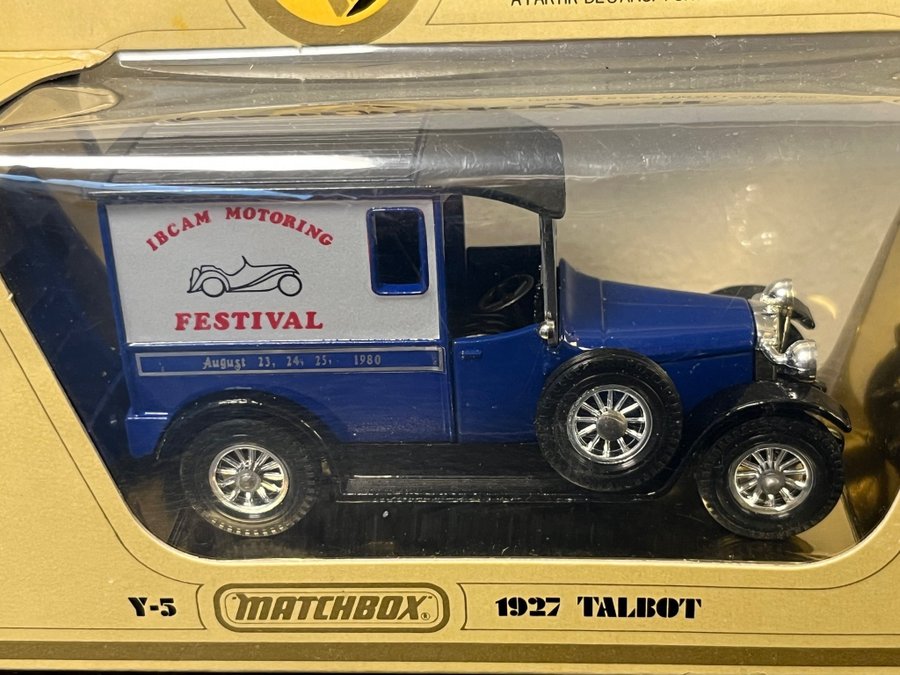 IBCAM MOTORING
FESTIVAL
August 23, 24, 25, 1980
Y-5
MATCHBOX®
1927 TALBOT